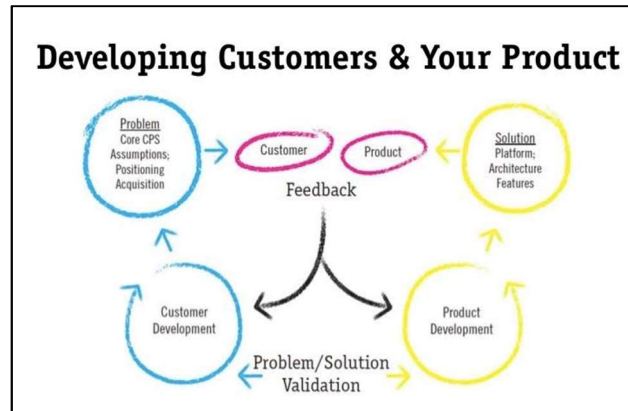 Developing Customers & Your Product
Problem
Core CPS
Assumptions;
Positioning
Acquisition
Customer
Product
Feedback
Solution
Platform;
Architecture
Features
Customer
Development
Product
Development
Problem/Solution
Validation